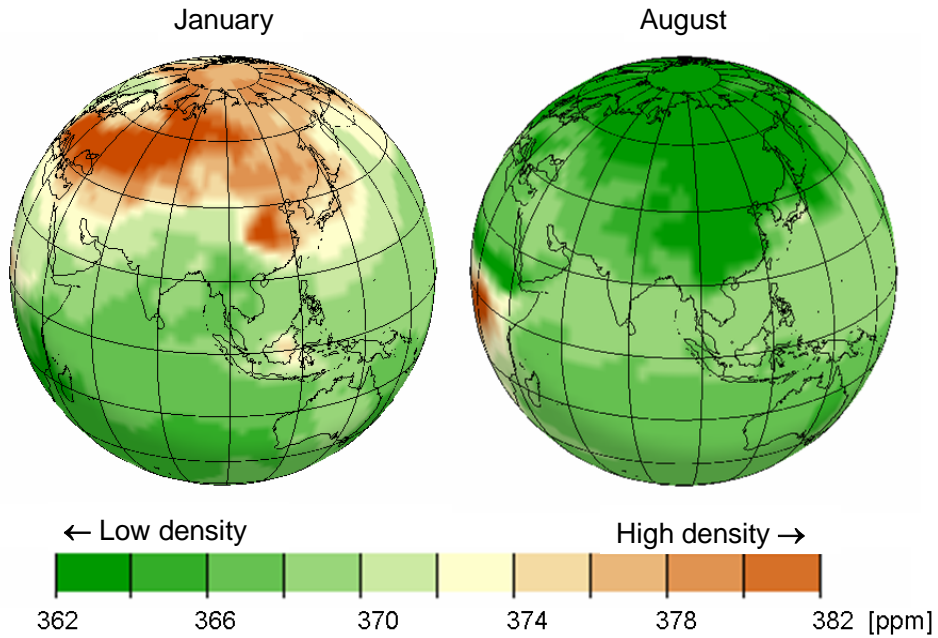 January
August
← Low density
High density →
362
366
370
374
378
382
[ppm]